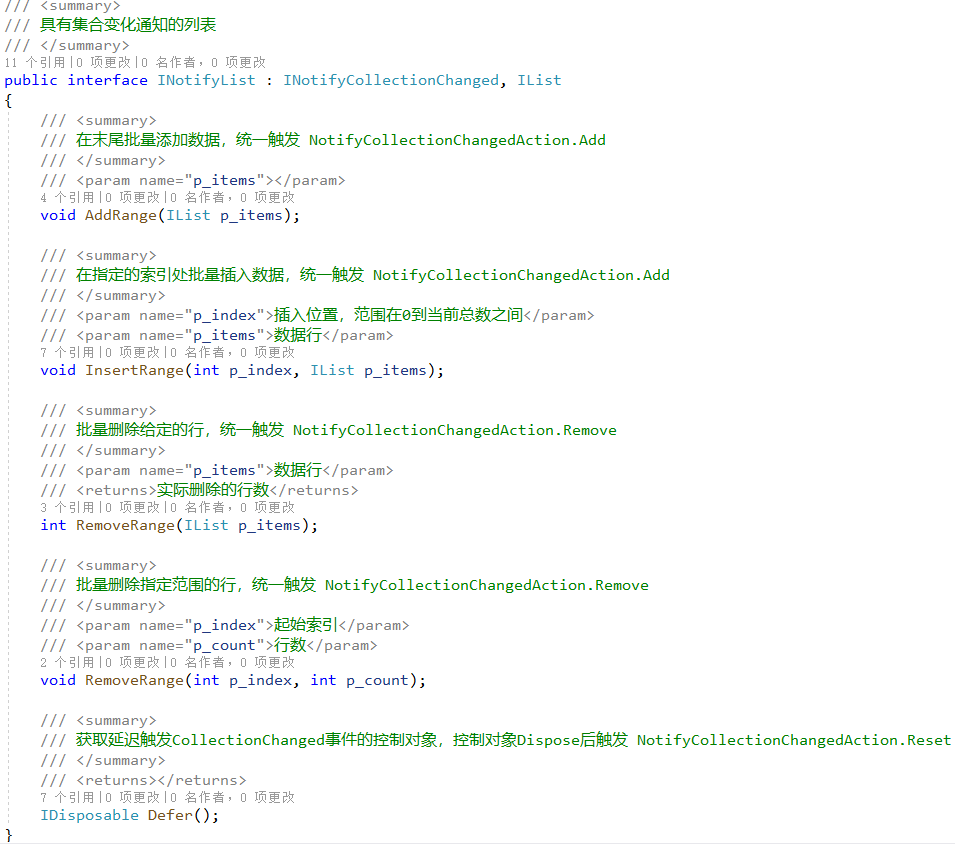 /// <summary>
/// 具有集合变化通知的列表
/// </summary>
11 个引用|0 项更改|0 名作者，0 项更改
public interface INotifyList : INotifyCollectionChanged, IList
{
/// <summary>
/// 在末尾批量添加数据，统一触发 NotifyCollectionChangedAction.Add
/// </summary>
/// <param name="p_items"></param>
4 个引用|0 项更改|0 名作者，0 项更改
void AddRange(IList p_items);
/// <summary>
/// 在指定的索引处批量插入数据，统一触发 NotifyCollectionChangedAction.Add
/// </summary>
/// <param name="p_index">插入位置，范围在0到当前总数之间</param>
/// <param name="p_items">数据行</param>
7 个引用|0 项更改|0 名作者，0 项更改
void InsertRange(int p_index, IList p_items);
/// <summary>
/// 批量删除给定的行，统一触发 NotifyCollectionChangedAction.Remove
/// </summary>
/// <param name="p_items">数据行</param>
/// <returns>实际删除的行数</returns>
3 个引用|0 项更改|0 名作者，0 项更改
int RemoveRange(IList p_items);
/// <summary>
/// 批量删除指定范围的行，统一触发 NotifyCollectionChangedAction.Remove
/// </summary>
/// <param name="p_index">起始索引</param>
/// <param name="p_count">行数</param>
2 个引用|0 项更改|0 名作者，0 项更改
void RemoveRange(int p_index, int p_count);
/// <summary>
/// 获取延迟触发CollectionChanged事件的控制对象，控制对象Dispose后触发 NotifyCollectionChangedAction.Reset
/// </summary>
/// <returns></returns>
7 个引用|0 项更改|0 名作者，0 项更改
IDisposable Defer();
}